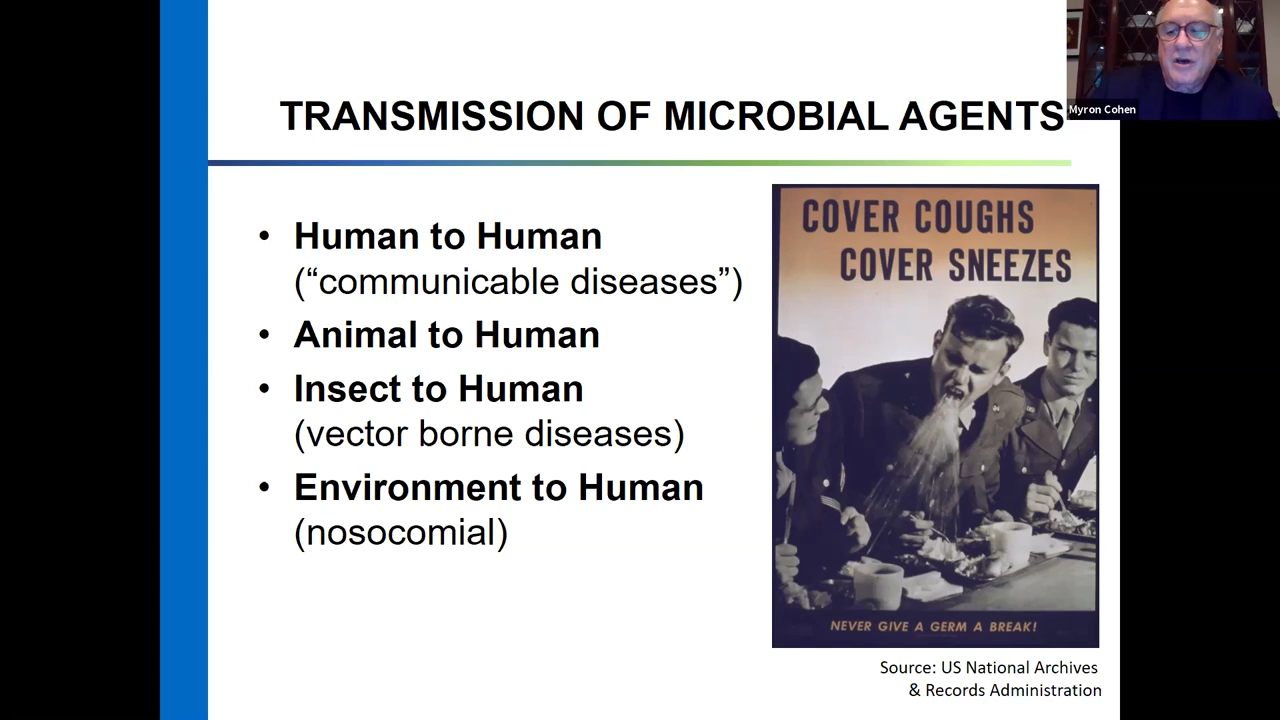 TRANSMISSION OF MICROBIAL AGENTS
Myron Cohen
• Human to Human
(“communicable diseases”)
• Animal to Human
• Insect to Human
(vector borne diseases)
• Environment to Human
(nosocomial)
COVER COUGHS
COVER SNEEZES
NEVER GIVE A GERM A BREAK!
Source: US National Archives
& Records Administration